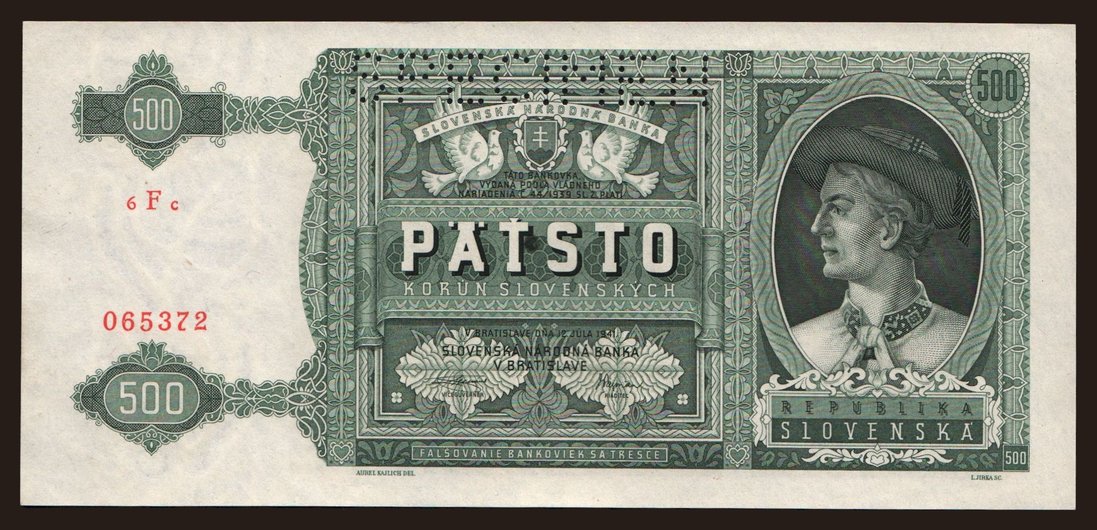 500
500
SPECIMEN
SLOVENSKÁ NÁRODNÁ BANKA
TÁTO BANKOVKA,
VYDANÁ PODĽA VLÁDNEHO
NARIADENIA Č. 44/1939 SL. Z. PLATÍ
6 F c
PÄŤSTO
KORÚN SLOVENSKÝCH
065372
V BRATISLAVE DŇA 12. JÚLA 1941
SLOVENSKÁ NÁRODNÁ BANKA
V BRATISLAVE
500
REPUBLIKA
SLOVENSKÁ
FALŠOVANIE BANKOVIEK SA TRESCE
500
AUREL KAJLICH DEL.
L. JIRKA SC.